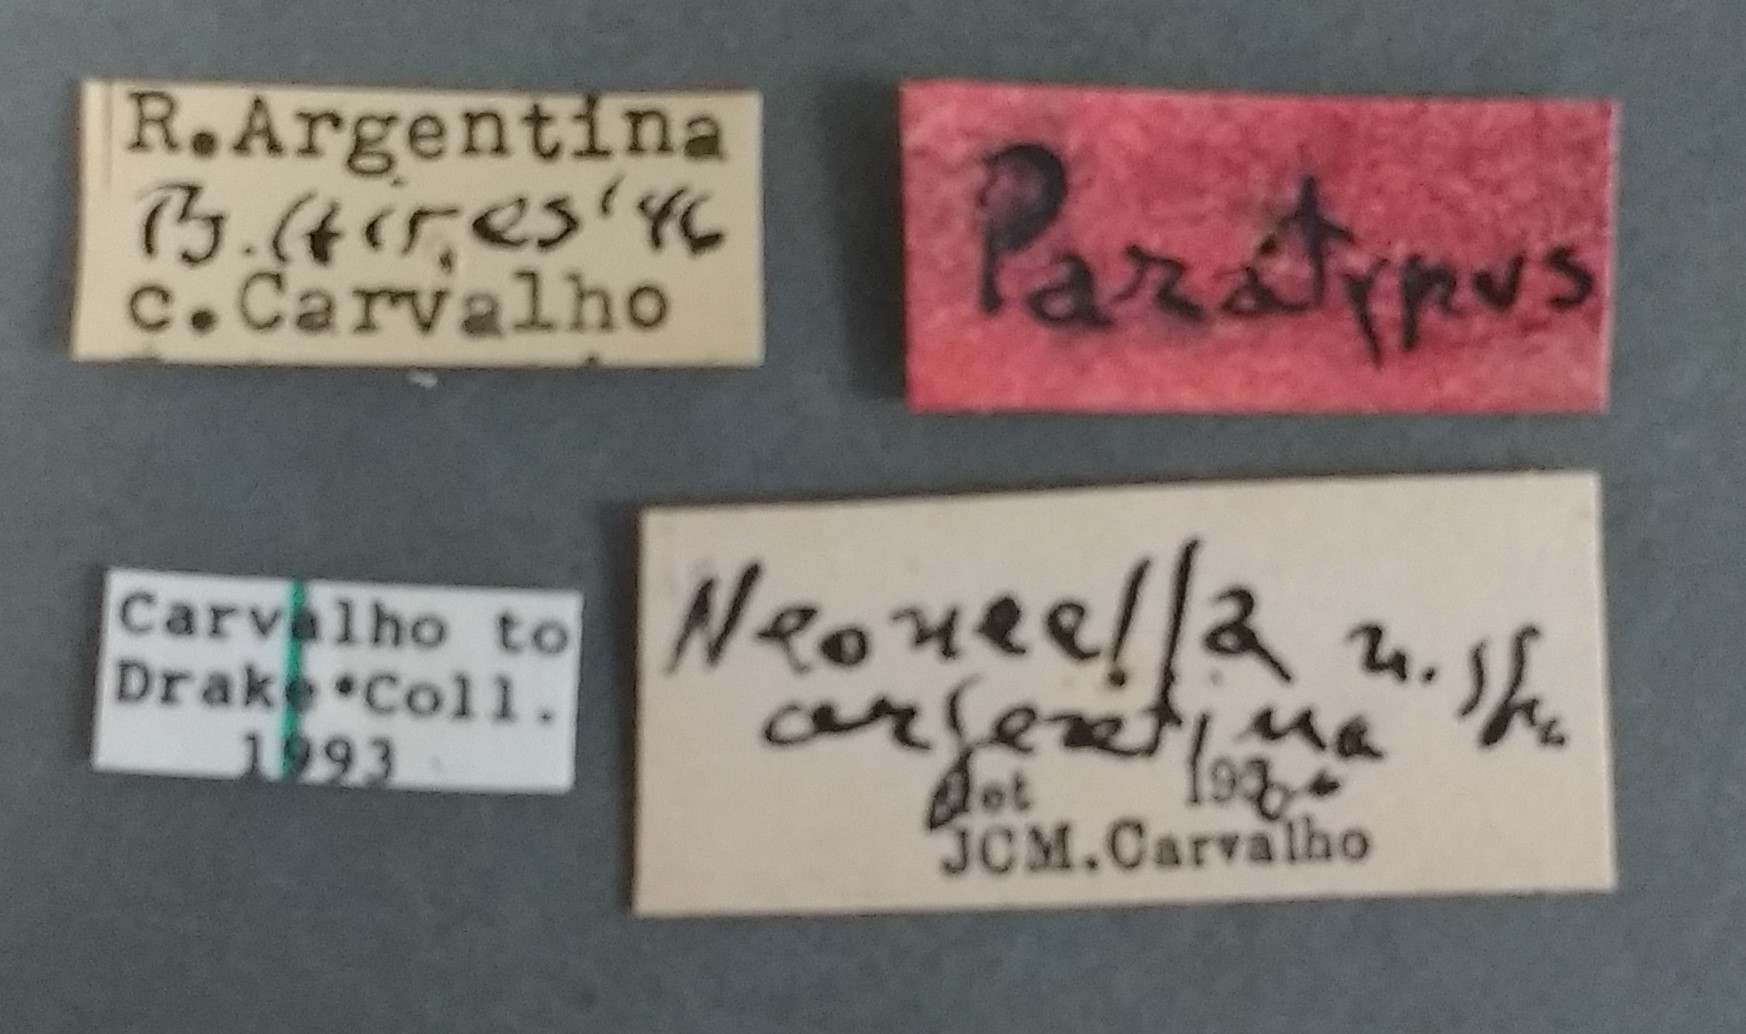 R.Argentina
B. Aires '46
c.Carvalho
Paratypus
Carvalho to
Drake Coll.
1993
Neoneella n. sp.
argentina
det
JCM.Carvalho